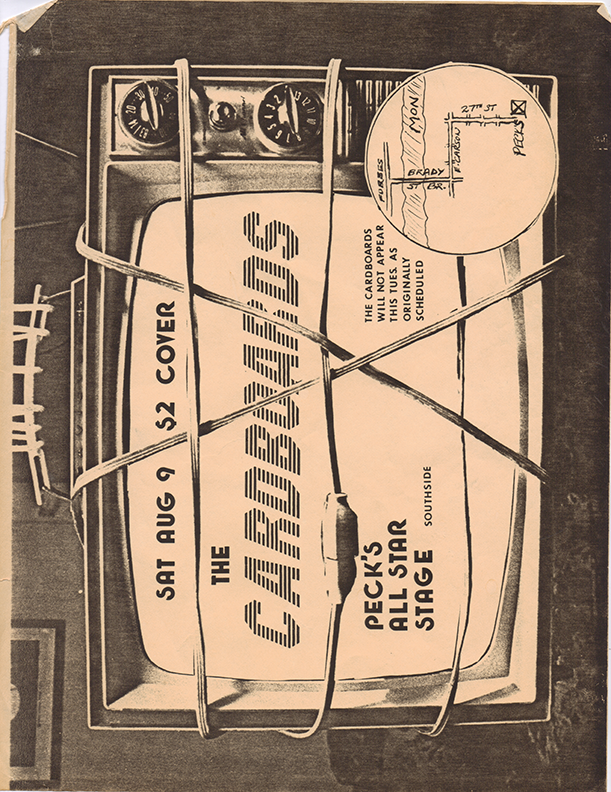 SAT AUG 9 $2 COVER
THE
CARDBOARDS
PECK'S
ALL STAR
STAGE SOUTHSIDE
THE CARDBOARDS
WILL NOT APPEAR
THIS TUES. AS
ORIGINALLY
SCHEDULED
FORBES
MON
BRADY
ST BR.
E. CARSON
27TH ST
PECKS